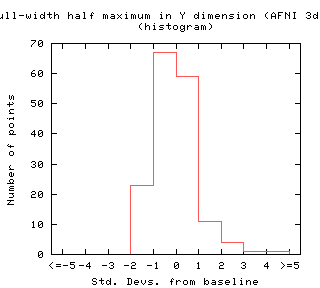 ull-width half maximum in Y dimension (AFNI 3d
(histogram)
70
60
50
40
30
20
10
0
Number of points
<=-5 -4 -3 -2 -1 0 1 2 3 4 >=5
Std. Devs. from baseline